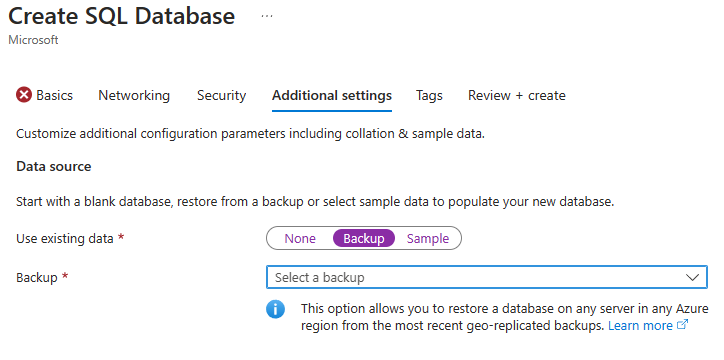 Create SQL Database ...
Microsoft
Basics Networking Security Additional settings Tags Review + create
Customize additional configuration parameters including collation & sample data.
Data source
Start with a blank database, restore from a backup or select sample data to populate your new database.
Use existing data * None Backup Sample
Backup * Select a backup
This option allows you to restore a database on any server in any Azure
region from the most recent geo-replicated backups. Learn more